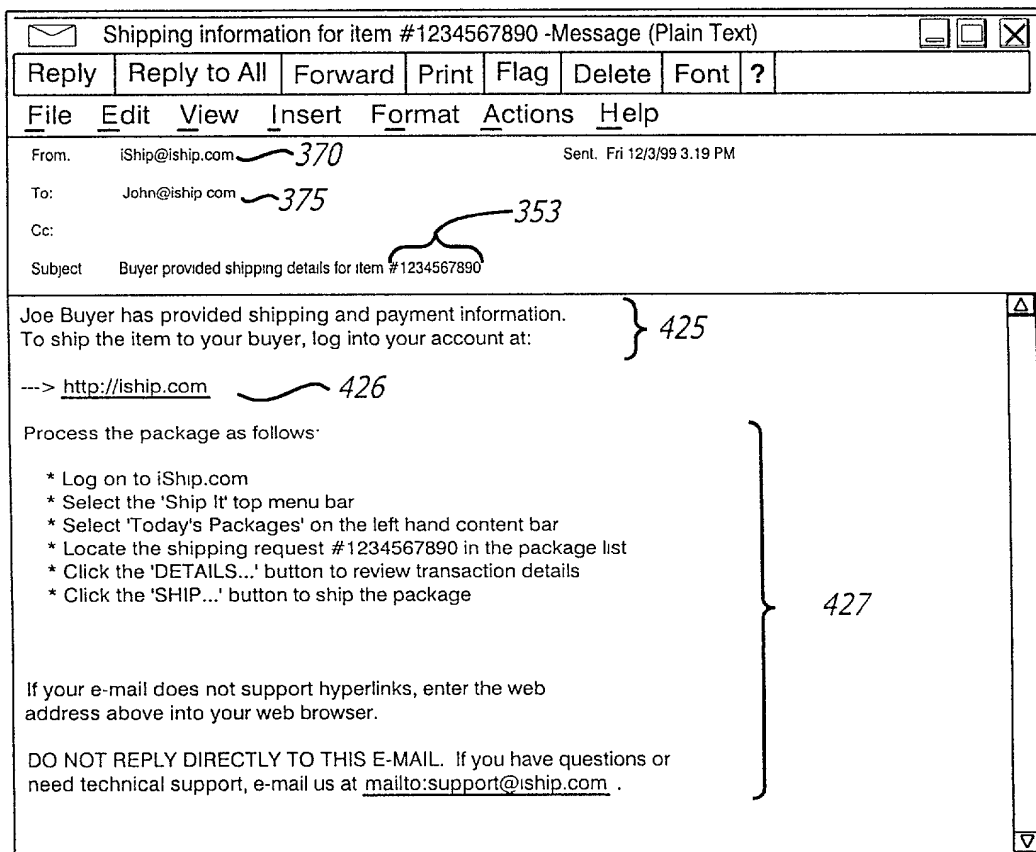 Shipping information for item #1234567890 -Message (Plain Text)
Reply Reply to All Forward Print Flag Delete Font ?
File Edit View Insert Format Actions Help
From. iShip@iship.com 370 Sent. Fri 12/3/99 3.19 PM
To: John@iship com 375
353
Cc:
Subject Buyer provided shipping details for item #1234567890
Joe Buyer has provided shipping and payment information.
To ship the item to your buyer, log into your account at:
425
---> http://iship.com 426
Process the package as follows:
* Log on to iShip.com
* Select the 'Ship It' top menu bar
* Select 'Today's Packages' on the left hand content bar
* Locate the shipping request #1234567890 in the package list
* Click the 'DETAILS...' button to review transaction details
* Click the 'SHIP...' button to ship the package
427
If your e-mail does not support hyperlinks, enter the web
address above into your web browser.
DO NOT REPLY DIRECTLY TO THIS E-MAIL. If you have questions or
need technical support, e-mail us at mailto:support@iship.com .